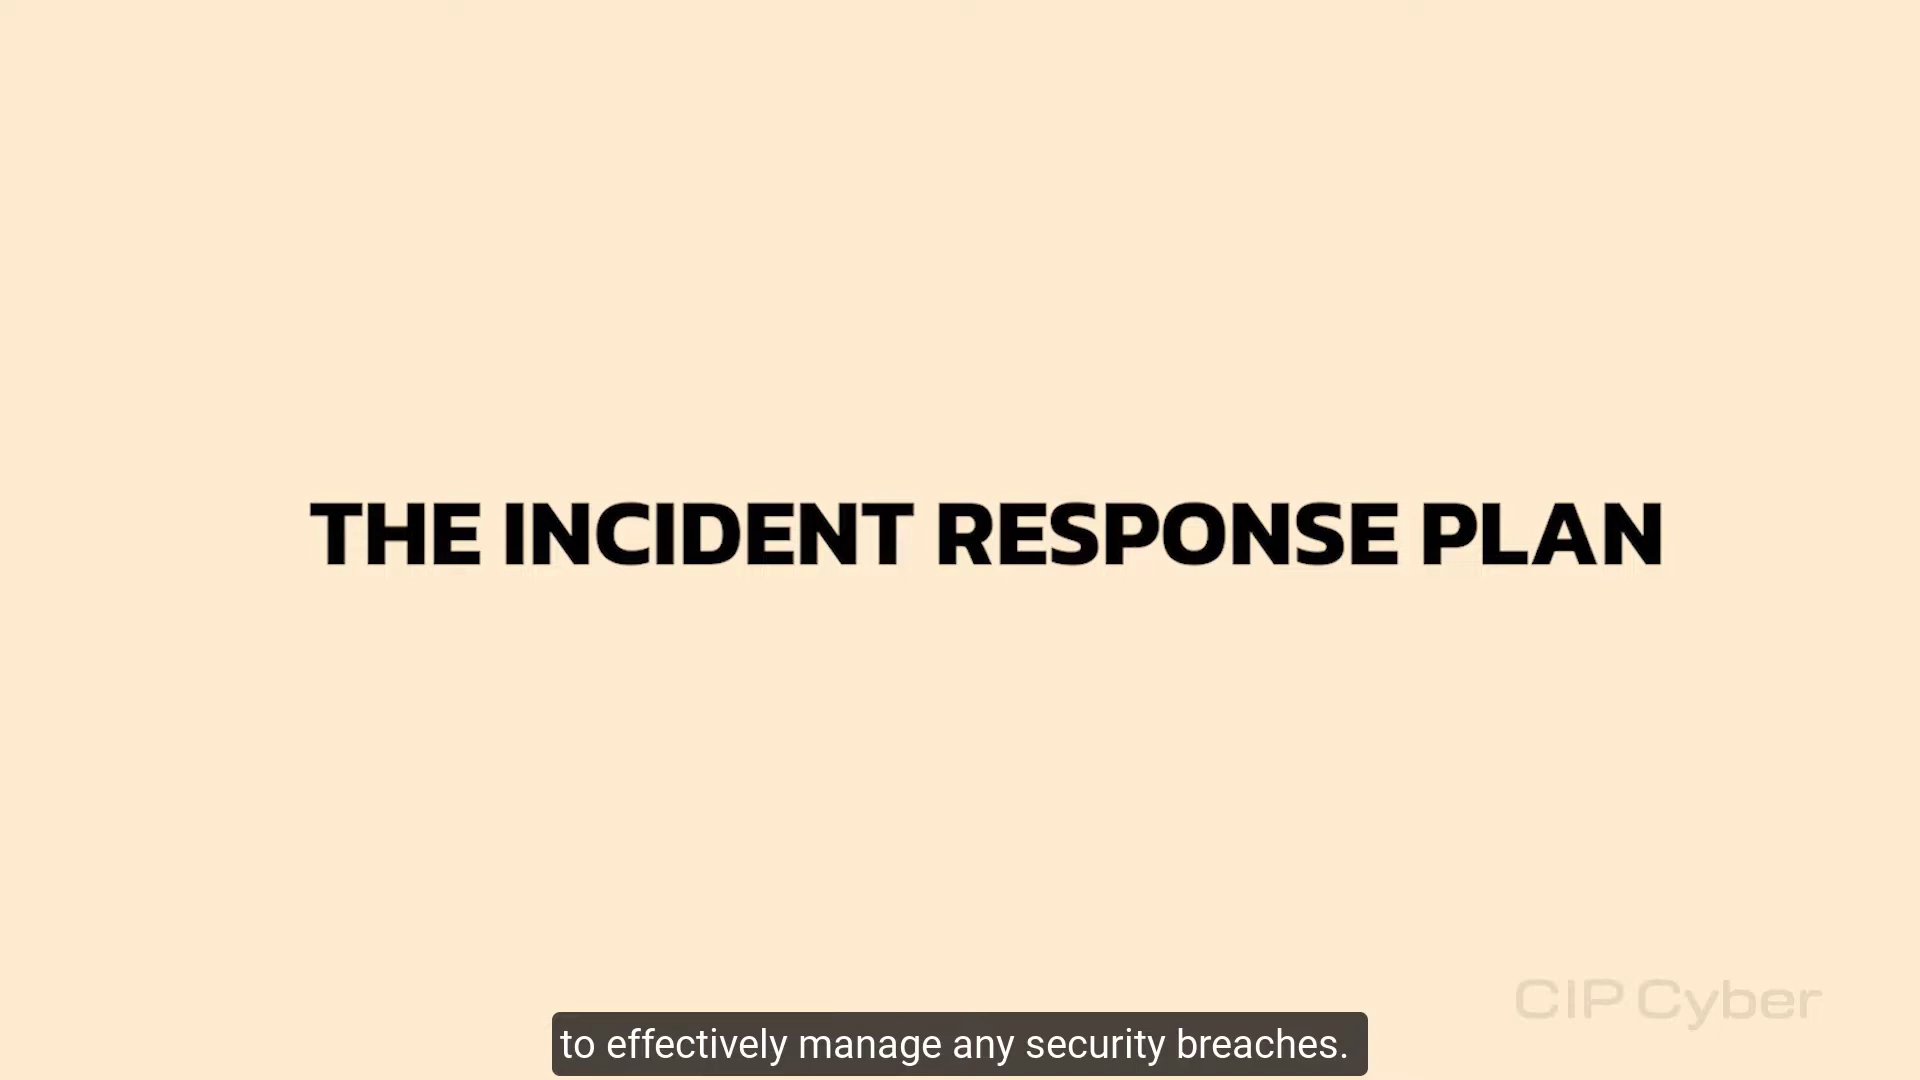 THE INCIDENT RESPONSE PLAN
CIP Cyber
to effectively manage any security breaches.